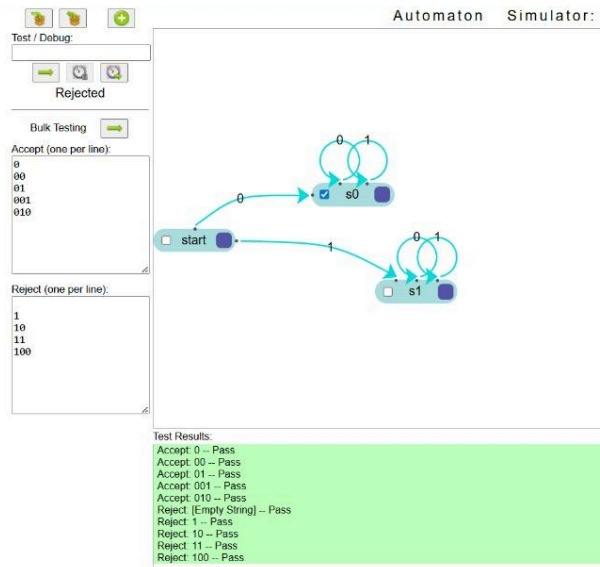 Automaton Simulator:
Test / Debug:
Rejected
Bulk Testing
Accept (one per line):
0
00
01
001
010
Reject (one per line):
1
10
11
100
0 1
s0
0
start
1
0 1
s1
Test Results:
Accept: 0 -- Pass
Accept: 00 -- Pass
Accept: 01 -- Pass
Accept: 001 -- Pass
Accept: 010 -- Pass
Reject: [Empty String] -- Pass
Reject: 1 -- Pass
Reject: 10 -- Pass
Reject: 11 -- Pass
Reject: 100 -- Pass